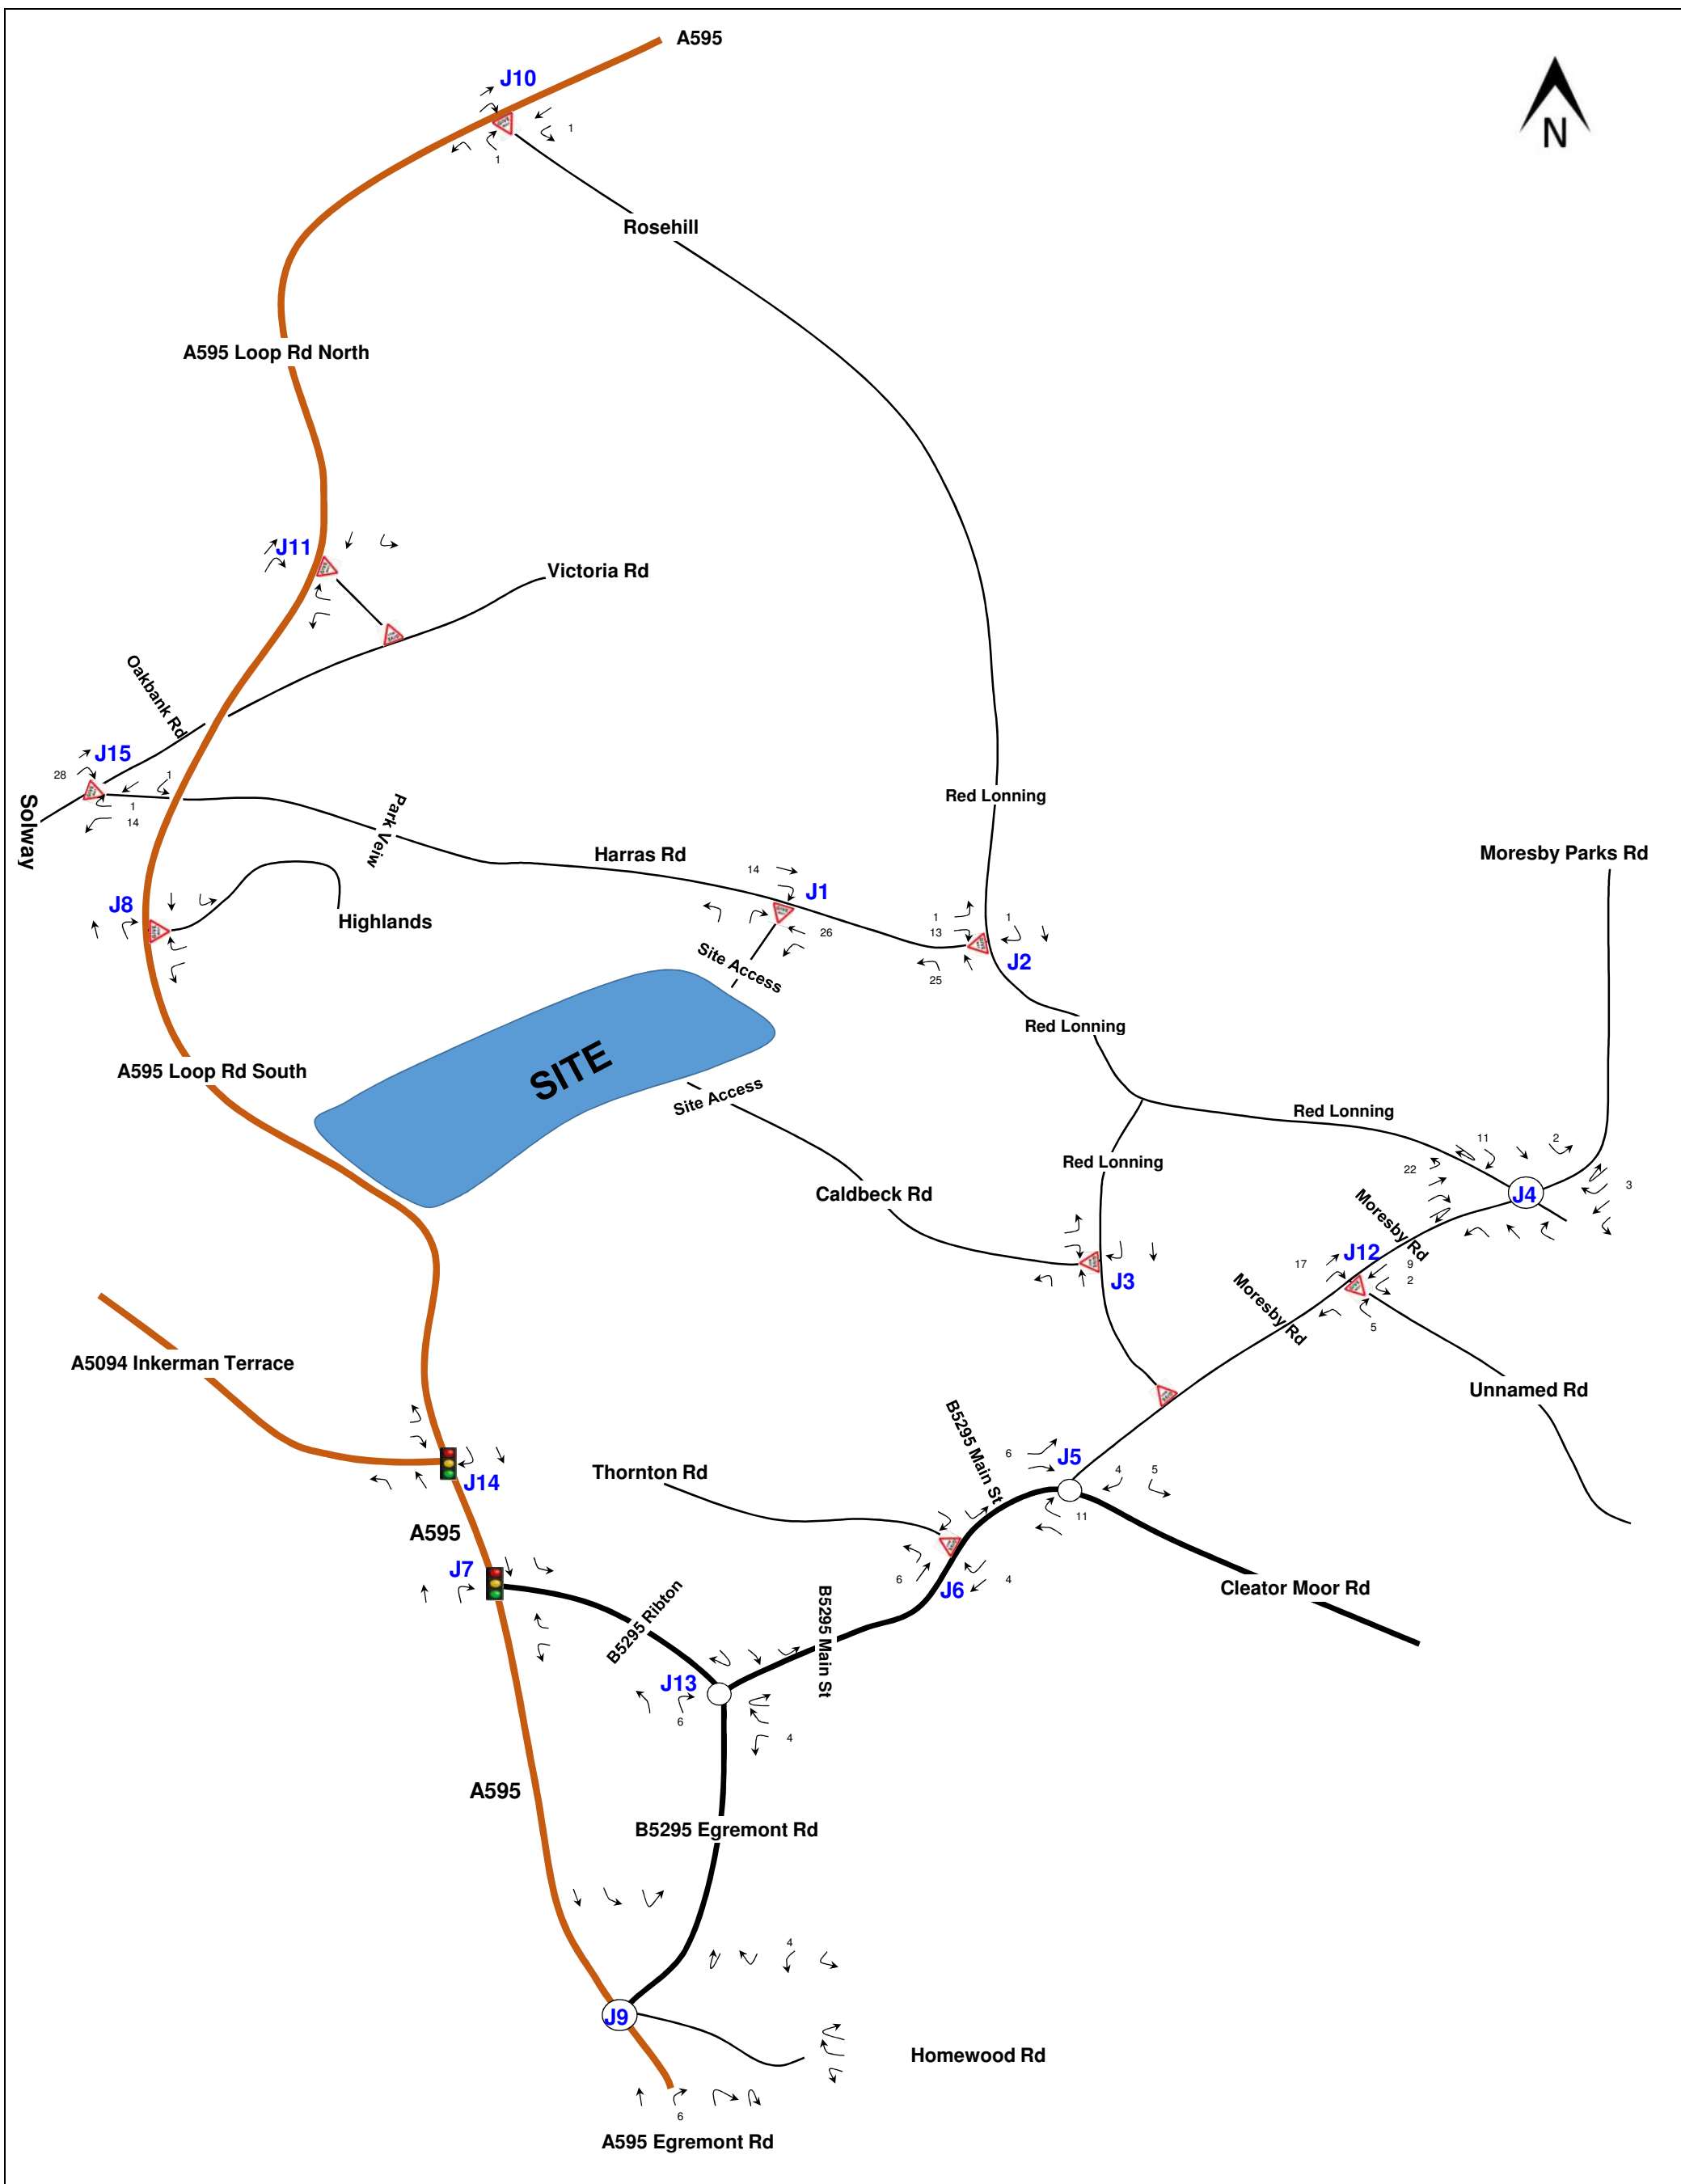 A595
J10
N
1
1
Rosehill
A595 Loop Rd North
J11
Victoria Rd
Oakbank Rd
J15
28
1
1
14
Solway
Park Veiw
Red Lonning
Harras Rd
Moresby Parks Rd
14
J1
J8
Highlands
26
1
13
1
25
J2
Site Access
Red Lonning
SITE
A595 Loop Rd South
Site Access
Red Lonning
11
2
22
3
Red Lonning
Caldbeck Rd
J4
Moresby Rd
J12
17
9
2
5
J3
Moresby Rd
A5094 Inkerman Terrace
Unnamed Rd
B5295 Main St
6
J5
4
5
11
Thornton Rd
J14
A595
J7
6
J6
4
Cleator Moor Rd
B5295 Ribton
B5295 Main St
J13
6
4
A595
B5295 Egremont Rd
4
J9
Homewood Rd
6
A595 Egremont Rd